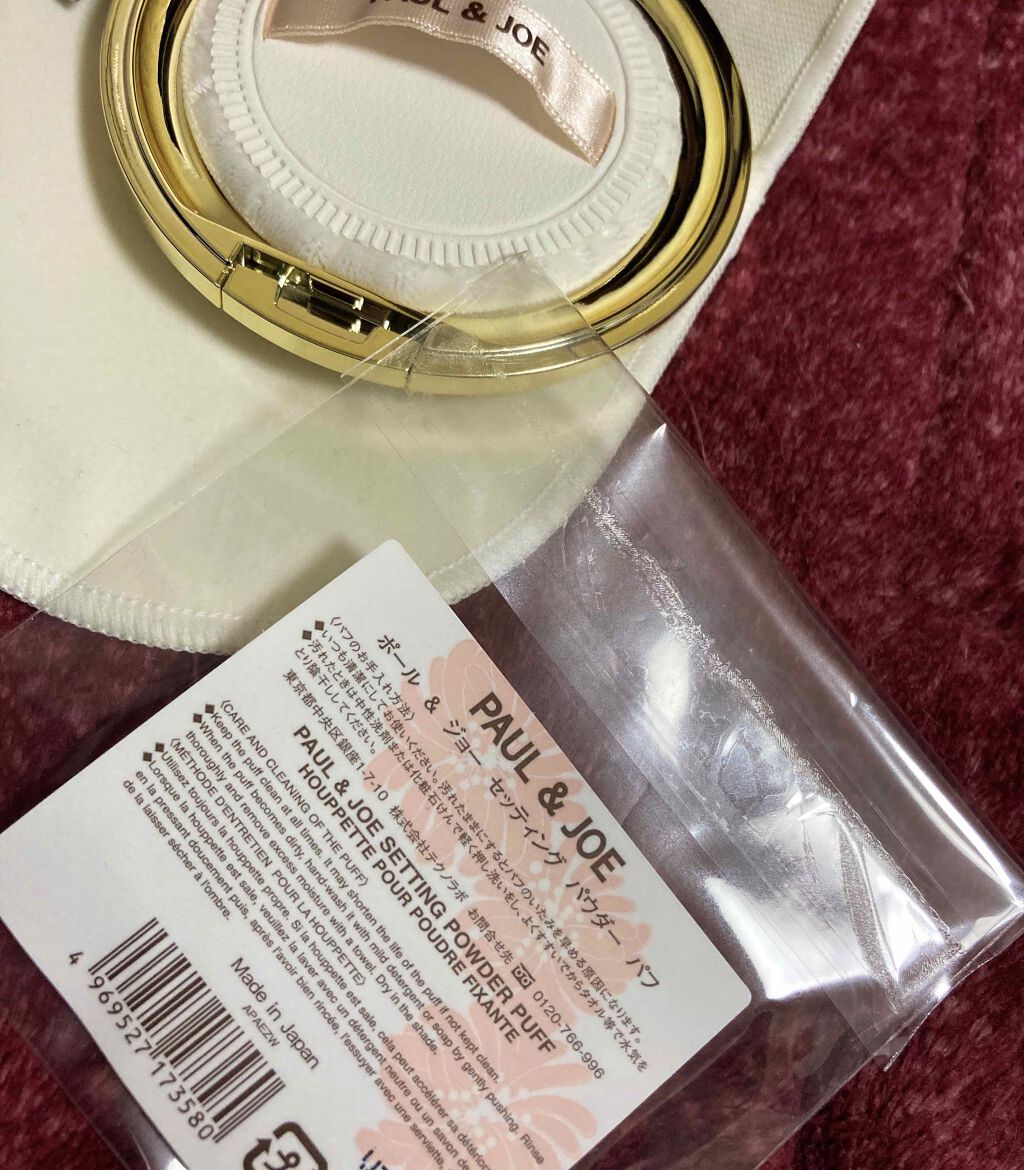 PAUL & JOE
PAUL & JOE
ポール & ジョー セッティング パウダー パフ
〈パフのお手入れ方法〉
◆いつも清潔にしてお使いください。汚れたままにするとパフのいたみを早める原因になります。
◆汚れたときは中性洗剤または化粧石けんで軽く押し洗いをし、よくすすいでからタオル等で水気を
とり陰干ししてください。
東京都中央区銀座1-7-10 株式会社テクノラボ お問合せ先 0120-766-996
PAUL & JOE SETTING POWDER PUFF
HOUPPETTE POUR POUDRE FIXANTE
〈CARE AND CLEANING OF THE PUFF〉
◆Keep the puff clean at all times. It may shorten the life of the puff if not kept clean.
◆When the puff becomes dirty, hand-wash it with mild detergent or soap by gently pushing. Rinse
thoroughly and remove excess moisture with a towel. Dry in the shade.
〈METHODE D'ENTRETIEN POUR LA HOUPPETTE〉
◆Utilisez toujours la houppette propre. Si la houppette est sale, cela peut accélérer sa détérior
◆Lorsque la houppette est sale, veuillez la laver avec un détergent neutre ou un savon de
en la pressant doucement puis, après l'avoir bien rincée, l'essuyer avec une serviette,
de la laisser sécher à l'ombre.
Made in Japan
APAEZW
4 969527 173580